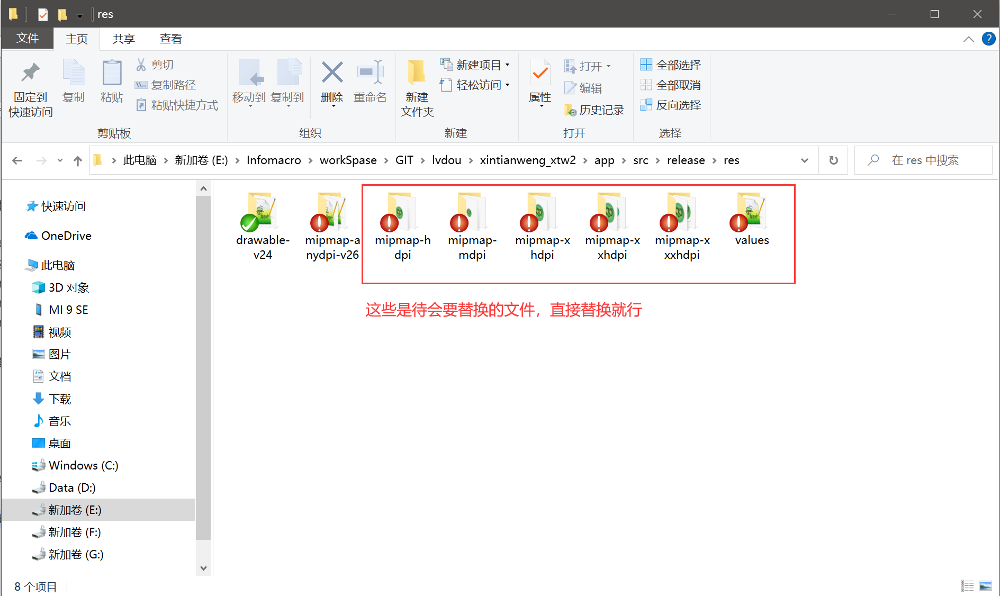 res
文件 主页 共享 查看
固定到
快速访问
复制
粘贴
剪切
复制路径
粘贴快捷方式
剪贴板
移动到
复制到
删除
重命名
组织
新建
文件夹
新建项目
轻松访问
新建
属性
打开
编辑
历史记录
打开
全部选择
全部取消
反向选择
选择
此电脑 新加卷 (E:) Infomacro workSpase GIT lvdou xintianweng_xtw2 app src release res
在 res 中搜索
快速访问
OneDrive
此电脑
3D 对象
MI 9 SE
视频
图片
文档
下载
音乐
桌面
Windows (C:)
Data (D:)
新加卷 (E:)
新加卷 (F:)
新加卷 (G:)
drawable-
v24
mipmap-a
nydpi-v26
mipmap-h
dpi
mipmap-
mdpi
mipmap-x
hdpi
mipmap-x
xhdpi
mipmap-x
xxhdpi
values
这些是待会要替换的文件，直接替换就行
8 个项目